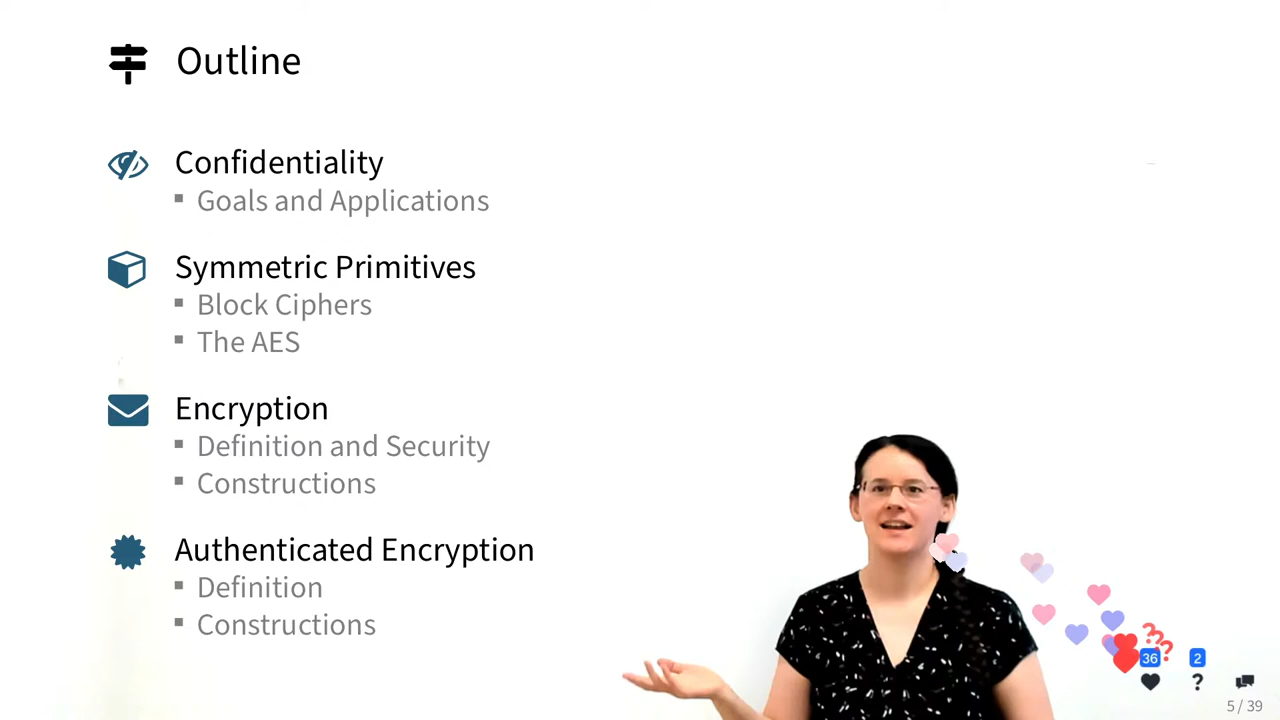 Outline
Confidentiality
▪ Goals and Applications
Symmetric Primitives
▪ Block Ciphers
▪ The AES
Encryption
▪ Definition and Security
▪ Constructions
Authenticated Encryption
▪ Definition
▪ Constructions
???
36 2
?
5 / 39